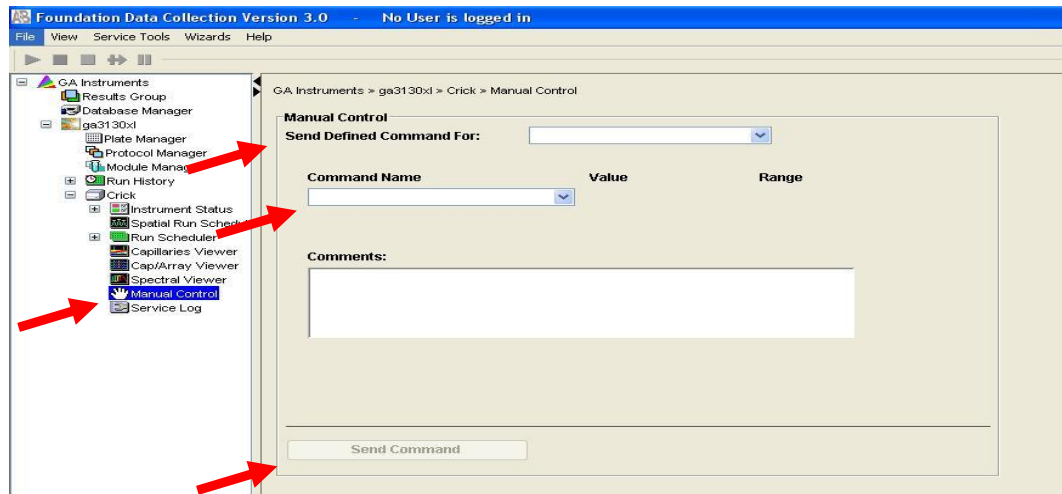 AB Foundation Data Collection Version 3.0 - No User is logged in
File View Service Tools Wizards Help
GA Instruments
Results Group
Database Manager
ga3130xl
Plate Manager
Protocol Manager
Module Manag
Run History
Crick
Instrument Status
Spatial Run Schedul
Run Scheduler
Capillaries Viewer
Cap/Array Viewer
Spectral Viewer
Manual Control
Service Log
GA Instruments > ga3130xl > Crick > Manual Control
Manual Control
Send Defined Command For:
Command Name Value Range
Comments:
Send Command